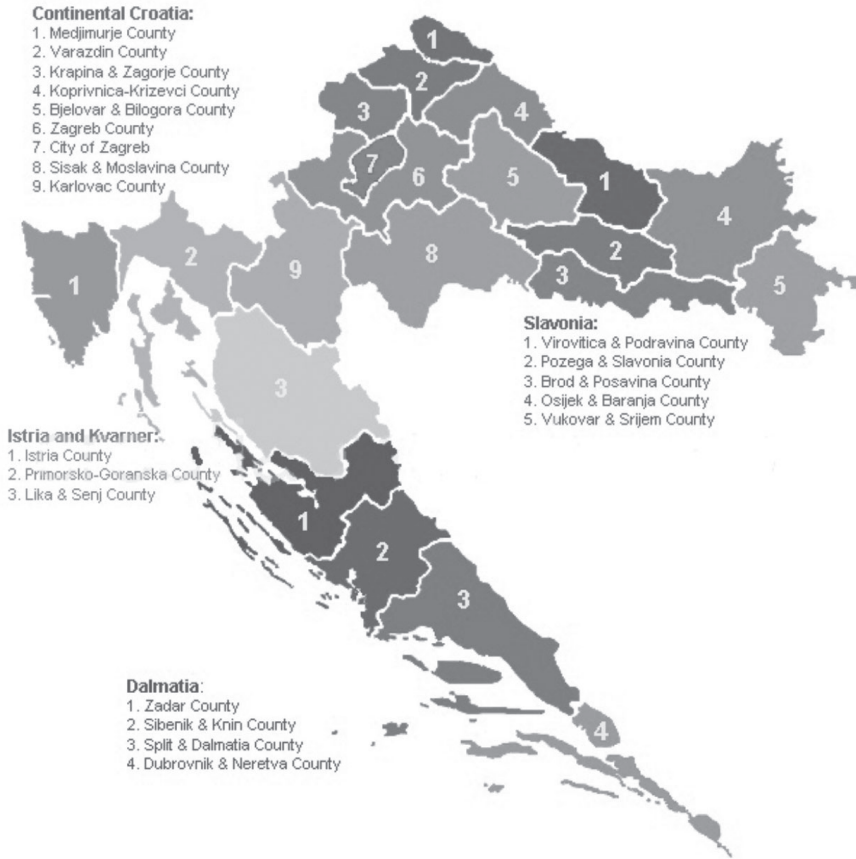 Continental Croatia:
1. Medjimurje County
2. Varazdin County
3. Krapina & Zagorje County
4. Koprivnica-Krizevci County
5. Bjelovar & Bilogora County
6. Zagreb County
7. City of Zagreb
8. Sisak & Moslavina County
9. Karlovac County
1
2
3
4
5
6
7
8
9
1
2
3
4
5
Slavonia:
1. Virovitica & Podravina County
2. Pozega & Slavonia County
3. Brod & Posavina County
4. Osijek & Baranja County
5. Vukovar & Srijem County
1
2
3
Istria and Kvarner:
1. Istria County
2. Primorsko-Goranska County
3. Lika & Senj County
1
2
3
4
Dalmatia:
1. Zadar County
2. Sibenik & Knin County
3. Split & Dalmatia County
4. Dubrovnik & Neretva County